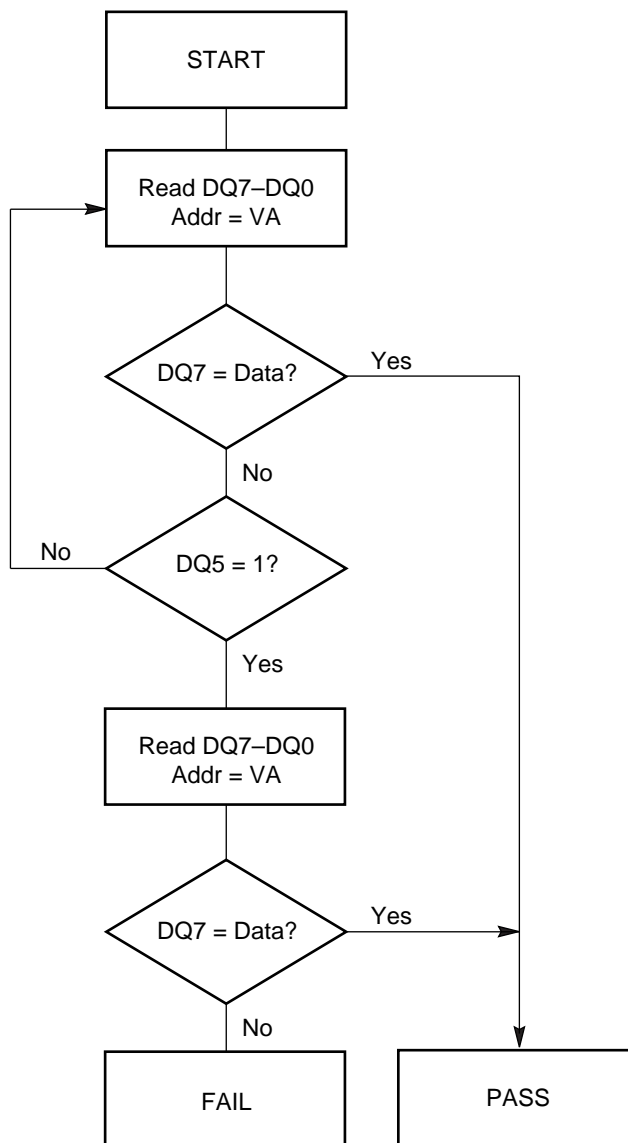 START
Read DQ7–DQ0
Addr = VA
DQ7 = Data?
Yes
No
No
DQ5 = 1?
Yes
Read DQ7–DQ0
Addr = VA
DQ7 = Data?
Yes
No
FAIL
PASS